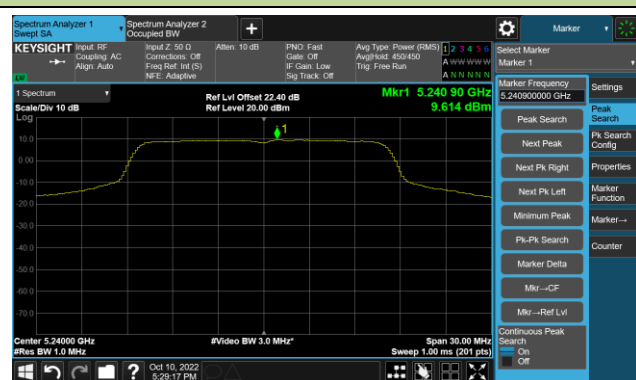 Spectrum Analyzer 1
Swept SA
Spectrum Analyzer 2
Occupied BW
Marker
KEYSIGHT
Input: RF
Coupling: AC
Align: Auto
Input Z: 50 Ω
Corrections: Off
Freq Ref: Int (S)
NFE: Adaptive
Atten: 10 dB
PNO: Fast
Gate: Off
IF Gain: Low
Sig Track: Off
Avg Type: Power (RMS)
Avg|Hold: 450/450
Trig: Free Run
1 2 3 4 5 6
A W W W W W
A N N N N N
LW
Select Marker
Marker 1
1 Spectrum
Scale/Div 10 dB
Log
Ref Lvl Offset 22.40 dB
Ref Level 20.00 dBm
Mkr1 5.240 90 GHz
9.614 dBm
1
10.0
0.00
-10.0
-20.0
-30.0
-40.0
-50.0
-60.0
-70.0
Center 5.24000 GHz
#Res BW 1.0 MHz
#Video BW 3.0 MHz*
Span 30.00 MHz
Sweep 1.00 ms (201 pts)
Marker Frequency
5.240900000 GHz
Peak Search
Next Peak
Next Pk Right
Next Pk Left
Minimum Peak
Pk-Pk Search
Marker Delta
Mkr→CF
Mkr→Ref Lvl
Continuous Peak
Search
On
Off
Settings
Peak
Search
Pk Search
Config
Properties
Marker
Function
Marker→
Counter
?
Oct 10, 2022
5:29:17 PM